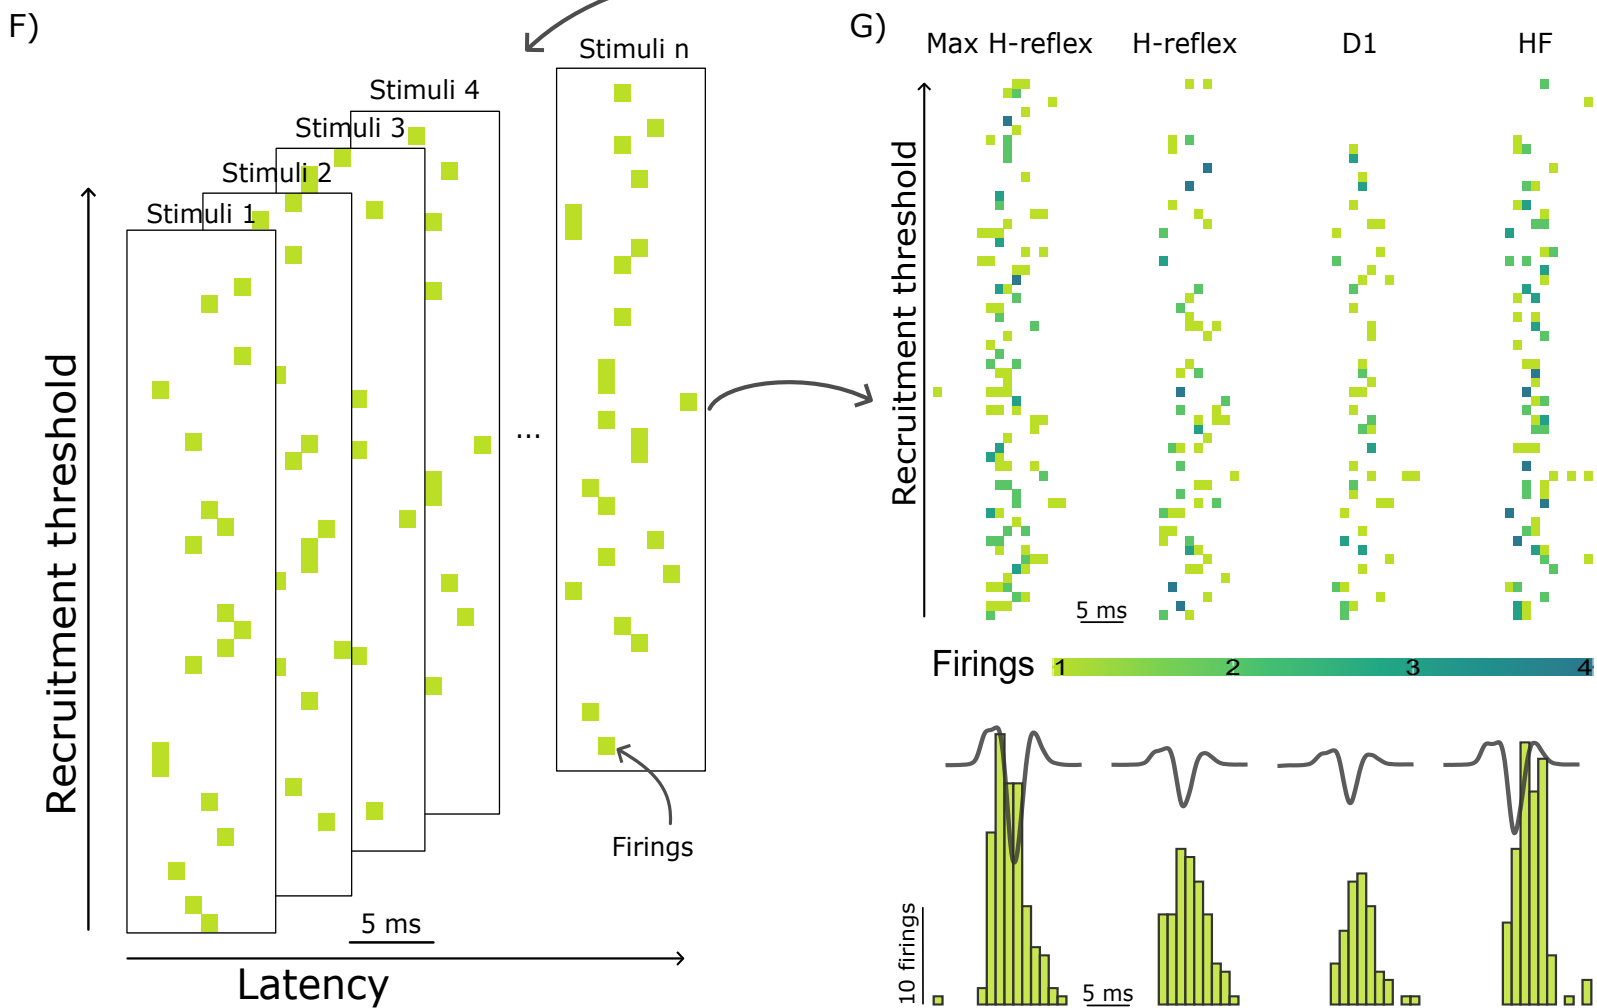 F)
Stimuli n
Stimuli 4
Stimuli 3
Stimuli 2
Stimuli 1
Recruitment threshold
...
Firings
5 ms
Latency
G)
Max H-reflex
H-reflex
D1
HF
Recruitment threshold
5 ms
Firings
1
2
3
4
10 firings
5 ms